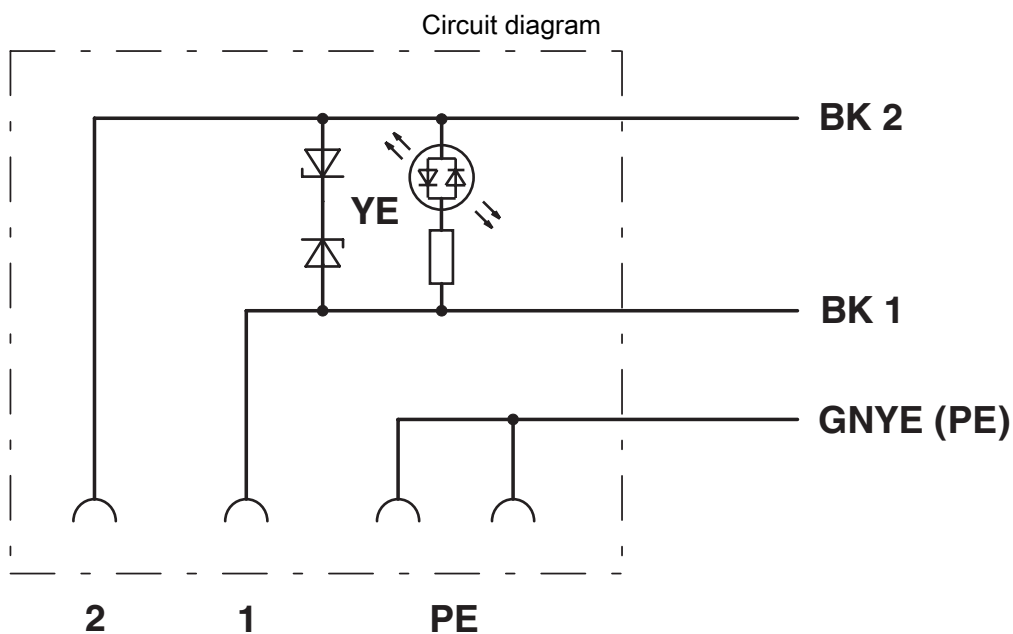 Circuit diagram
BK 2
YE
BK 1
GNYE (PE)
2 1 PE